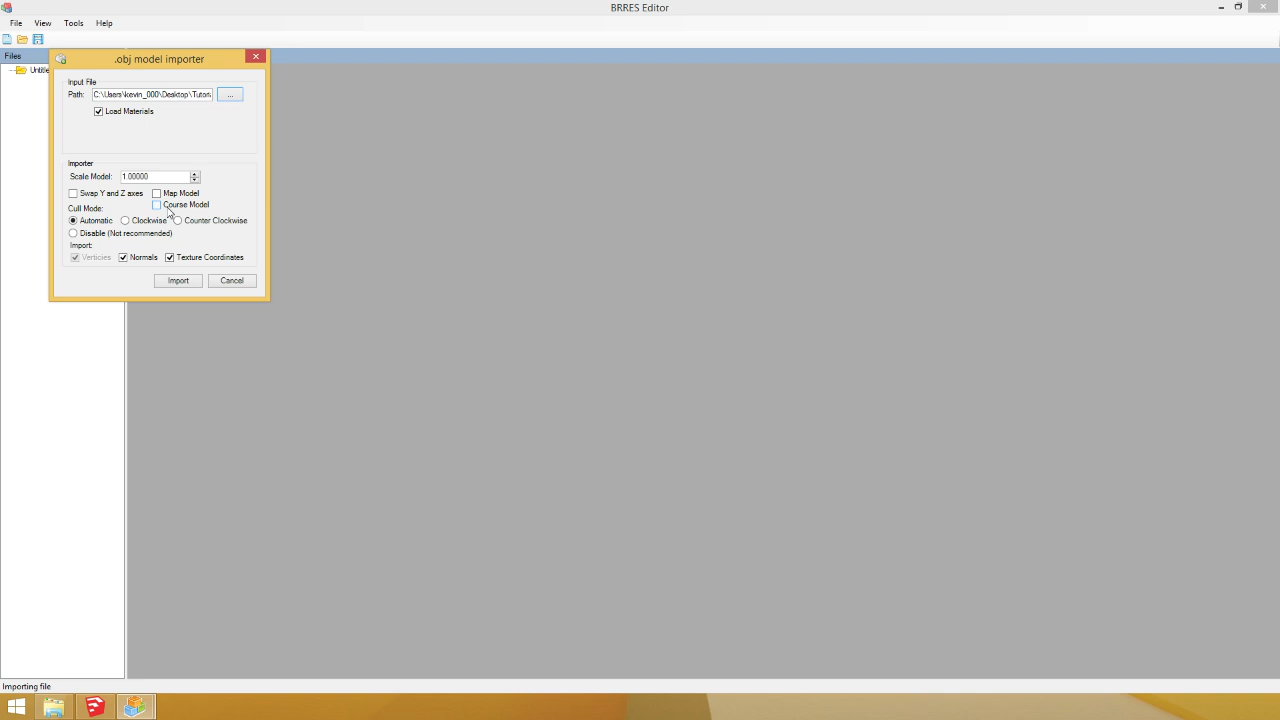 BRRES Editor
File View Tools Help
Files
.obj model importer
Input File
Path: C:\Users\kevin_000\Desktop\Tutori
...
Load Materials
Importer
Scale Model: 1.00000
Swap Y and Z axes Map Model
Course Model
Cull Mode:
Automatic Clockwise Counter Clockwise
Disable (Not recommended)
Import:
Verticies Normals Texture Coordinates
Import Cancel
Importing file